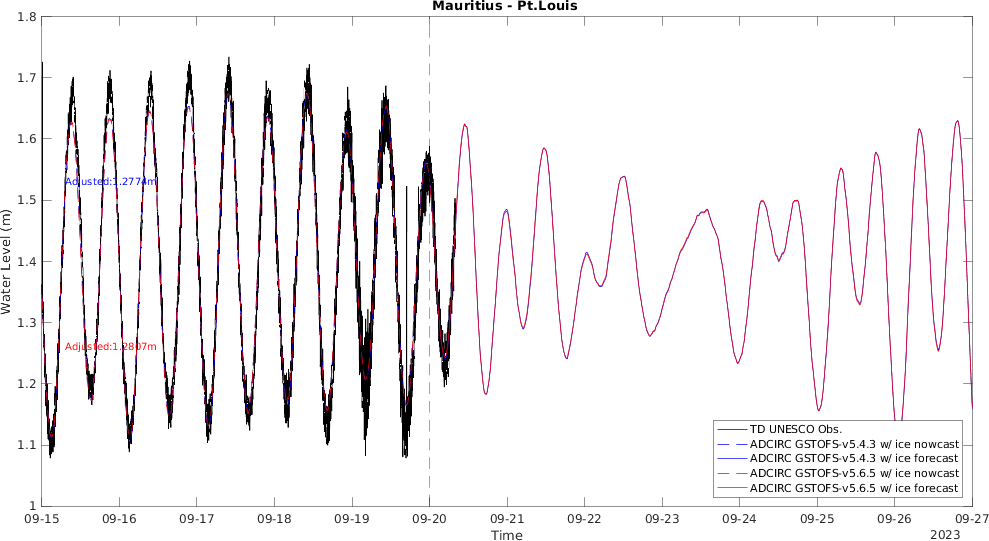 Mauritius - Pt.Louis
1.8
1.7
1.6
1.5
1.4
1.3
1.2
1.1
1
Water Level (m)
Adjusted:1.2774m
Adjusted:1.2807m
TD UNESCO Obs.
ADCIRC GSTOFS-v5.4.3 w/ ice nowcast
ADCIRC GSTOFS-v5.4.3 w/ ice forecast
ADCIRC GSTOFS-v5.6.5 w/ ice nowcast
ADCIRC GSTOFS-v5.6.5 w/ ice forecast
09-15 09-16 09-17 09-18 09-19 09-20 09-21 09-22 09-23 09-24 09-25 09-26 09-27
Time
2023